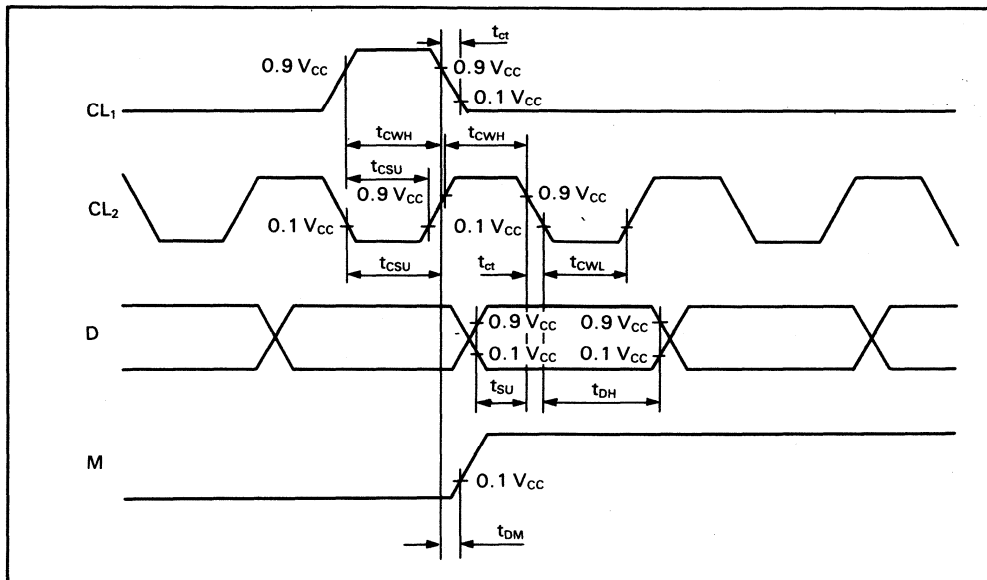 t_ct
0.9 V_CC
0.9 V_CC
0.1 V_CC
CL₁
t_CWH
t_CWH
t_CSU
0.9 V_CC
0.9 V_CC
CL₂
0.1 V_CC
0.1 V_CC
t_CSU
t_ct
t_CWL
0.9 V_CC
0.9 V_CC
D
0.1 V_CC
0.1 V_CC
t_SU
t_DH
M
0.1 V_CC
t_DM